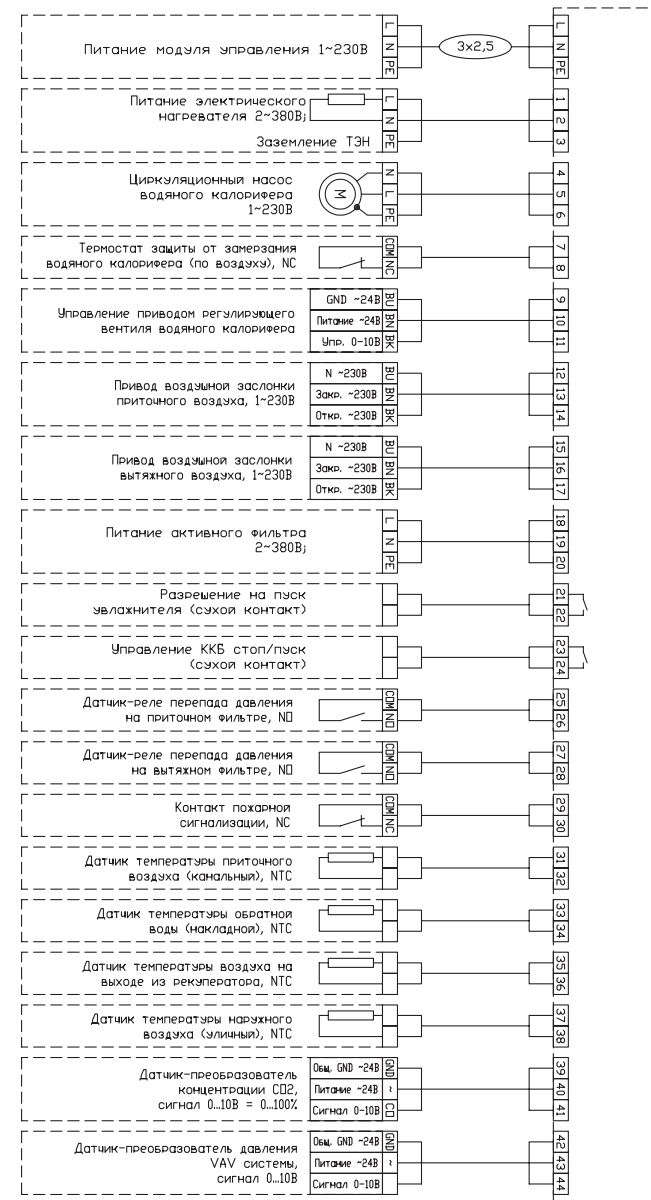 Питание модуля управления 1~230В
L
N
PE
3x2,5
L
N
PE
Питание электрического
нагревателя 2~380В;
Заземление ТЭН
L
N
PE
1
2
3
Циркуляционный насос
водяного калорифера
1~230В
M
N
L
PE
4
5
6
Термостат защиты от замерзания
водяного калорифера (по воздуху), NC
COM
NC
7
8
Управление приводом регулирующего
вентиля водяного калорифера
GND ~24В
Питание ~24В
Упр. 0-10В
BU
BN
BK
9
10
11
Привод воздушной заслонки
приточного воздуха, 1~230В
N ~230В
Закр. ~230В
Откр. ~230В
BU
BN
BK
12
13
14
Привод воздушной заслонки
вытяжного воздуха, 1~230В
N ~230В
Закр. ~230В
Откр. ~230В
BU
BN
BK
15
16
17
Питание активного фильтра
2~380В;
L
N
PE
18
19
20
Разрешение на пуск
увлажнителя (сухой контакт)
21
22
Управление ККБ стоп/пуск
(сухой контакт)
23
24
Датчик-реле перепада давления
на приточном фильтре, NO
COM
NO
25
26
Датчик-реле перепада давления
на вытяжном фильтре, NO
COM
NO
27
28
Контакт пожарной
сигнализации, NC
COM
NC
29
30
Датчик температуры приточного
воздуха (канальный), NTC
31
32
Датчик температуры обратной
воды (накладной), NTC
33
34
Датчик температуры воздуха на
выходе из рекуператора, NTC
35
36
Датчик температуры наружного
воздуха (уличный), NTC
37
38
Датчик-преобразователь
концентрации CO2,
сигнал 0...10В = 0...100%
Общ. GND ~24В
Питание ~24В
Сигнал 0-10В
GND
~
CO
39
40
41
Датчик-преобразователь давления
VAV системы,
сигнал 0...10В
Общ. GND ~24В
Питание ~24В
Сигнал 0-10В
GND
~
42
43
44